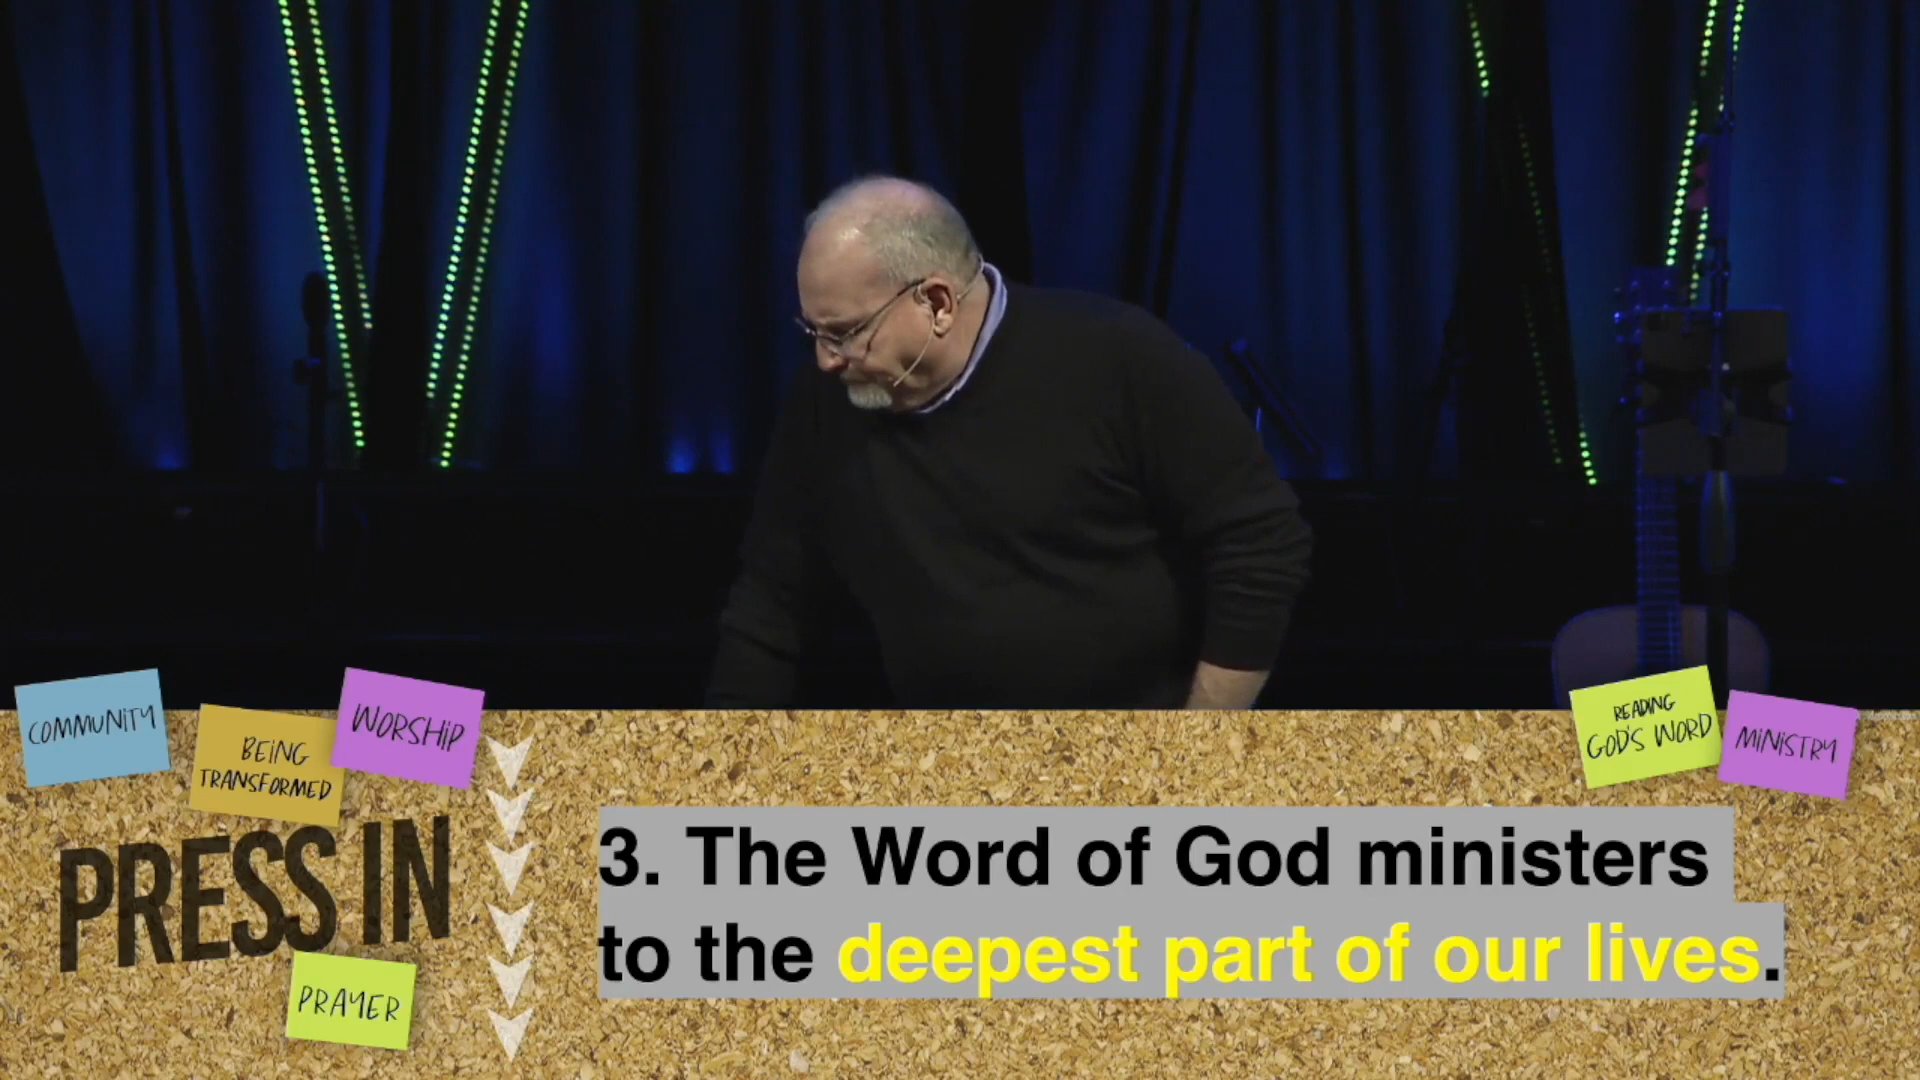 COMMUNITY
BEING
TRANSFORMED
WORSHIP
PRESS IN
PRAYER
READING
GOD'S WORD
MINISTRY
3. The Word of God ministers
to the deepest part of our lives.